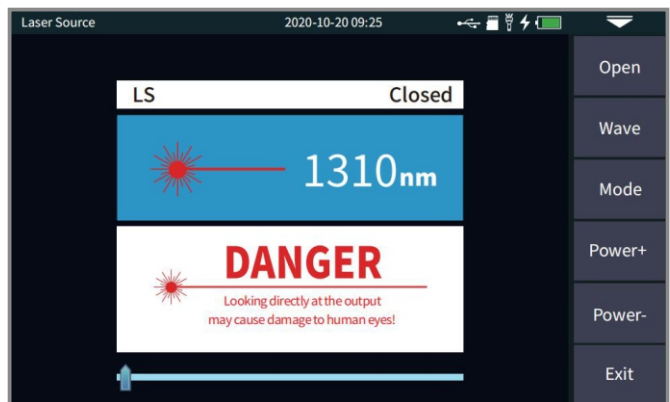 Laser Source 2020-10-20 09:25
LS Closed
1310nm
DANGER
Looking directly at the output
may cause damage to human eyes!
Open
Wave
Mode
Power+
Power-
Exit